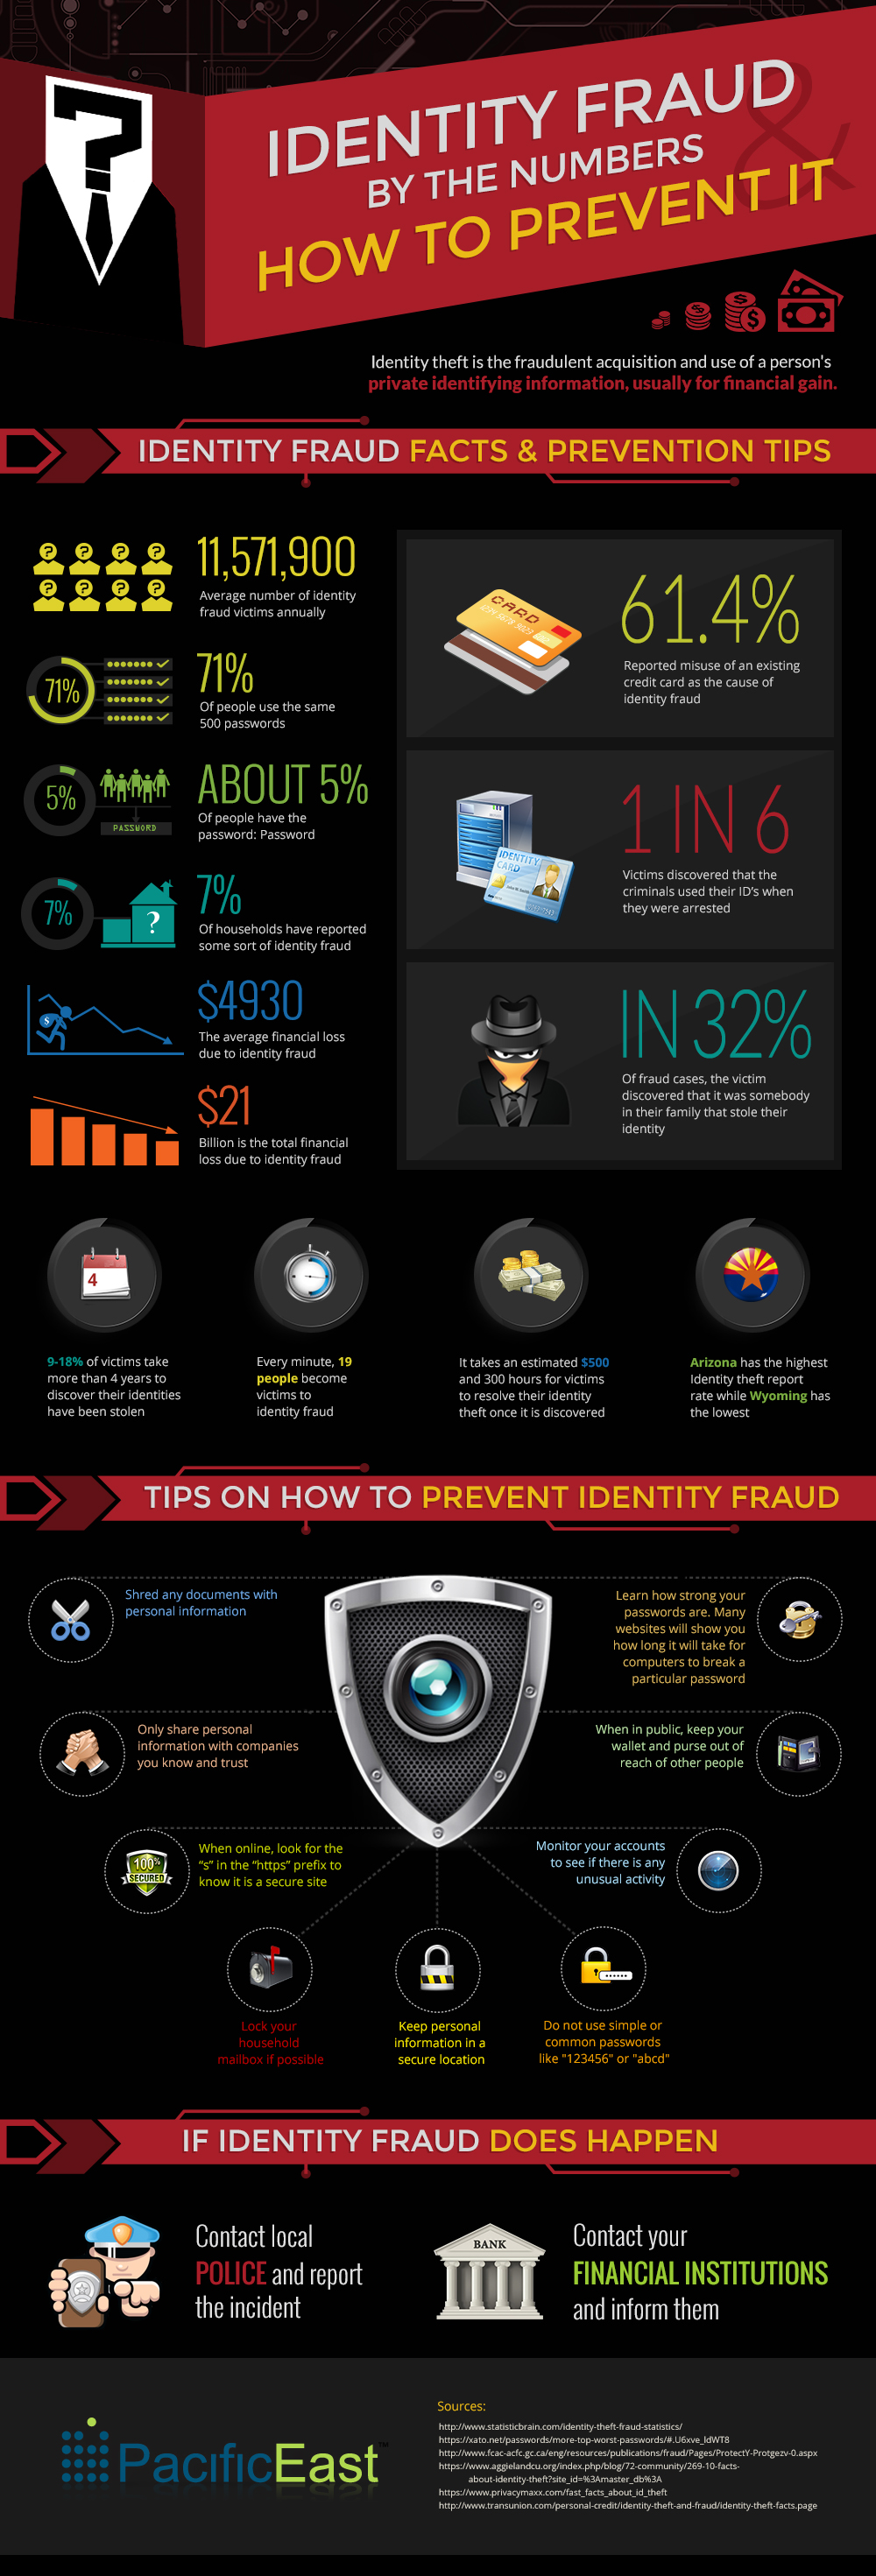 IDENTITY FRAUD
&
BY THE NUMBERS
HOW TO PREVENT IT
Identity theft is the fraudulent acquisition and use of a person's
private identifying information, usually for financial gain.
IDENTITY FRAUD FACTS & PREVENTION TIPS
11,571,900
Average number of identity
fraud victims annually
71%
71%
Of people use the same
500 passwords
5%
PASSWORD
ABOUT 5%
Of people have the
password: Password
7%
?
7%
Of households have reported
some sort of identity fraud
$
$4930
The average financial loss
due to identity fraud
$21
Billion is the total financial
loss due to identity fraud
CARD
61.4%
Reported misuse of an existing
credit card as the cause of
identity fraud
IDENTITY
CARD
1 IN 6
Victims discovered that the
criminals used their ID's when
they were arrested
IN 32%
Of fraud cases, the victim
discovered that it was somebody
in their family that stole their
identity
4
9-18% of victims take
more than 4 years to
discover their identities
have been stolen
Every minute, 19
people become
victims to
identity fraud
It takes an estimated $500
and 300 hours for victims
to resolve their identity
theft once it is discovered
Arizona has the highest
Identity theft report
rate while Wyoming has
the lowest
TIPS ON HOW TO PREVENT IDENTITY FRAUD
Shred any documents with
personal information
Learn how strong your
passwords are. Many
websites will show you
how long it will take for
computers to break a
particular password
Only share personal
information with companies
you know and trust
When in public, keep your
wallet and purse out of
reach of other people
100%
SECURED
When online, look for the
"s" in the "https" prefix to
know it is a secure site
Monitor your accounts
to see if there is any
unusual activity
Lock your
household
mailbox if possible
Keep personal
information in a
secure location
Do not use simple or
common passwords
like "123456" or "abcd"
IF IDENTITY FRAUD DOES HAPPEN
Contact local
POLICE and report
the incident
BANK
Contact your
FINANCIAL INSTITUTIONS
and inform them
PacificEast™
Sources:
http://www.statisticbrain.com/identity-theft-fraud-statistics/
https://xato.net/passwords/more-top-worst-passwords/#.U6xve_ldWT8
http://www.fcac-acfc.gc.ca/eng/resources/publications/fraud/Pages/ProtectY-Protgezv-0.aspx
https://www.aggielandcu.org/index.php/blog/72-community/269-10-facts-
about-identity-theft?site_id=%3Amaster_db%3A
https://www.privacymaxx.com/fast_facts_about_id_theft
http://www.transunion.com/personal-credit/identity-theft-and-fraud/identity-theft-facts.page